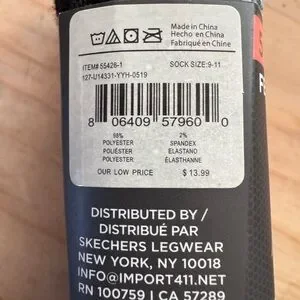 Made in China
Hecho en China
Fabriqué en Chine
ITEM# 55426-1 SOCK SIZE:9-11
127-U14331-YYH-0519
8 06409 57960 0
98% 2%
POLYESTER SPANDEX
POLIÉSTER ELASTANO
POLYESTER ÉLASTHANNE
OUR LOW PRICE $ 13.99
DISTRIBUTED BY /
DISTRIBUÉ PAR
SKECHERS LEGWEAR
NEW YORK, NY 10018
INFO@IMPORT411.NET
RN 100759 | CA 57289